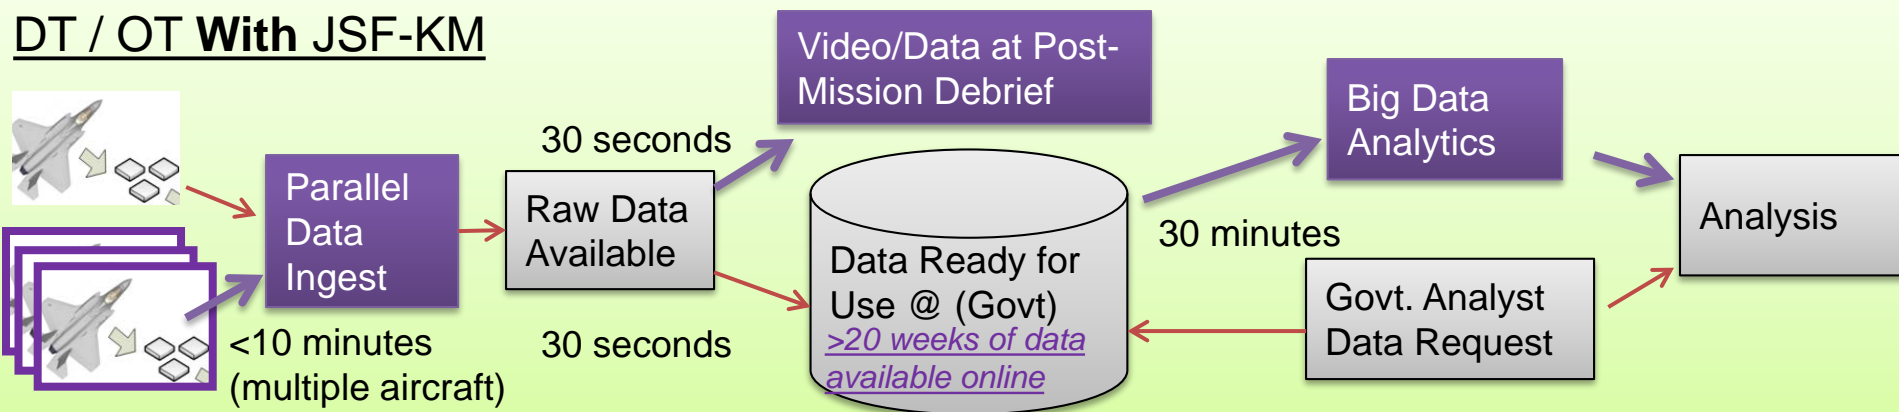 DT / OT With JSF-KM
Video/Data at Post-
Mission Debrief
Big Data
Analytics
30 seconds
Parallel
Data
Ingest
Raw Data
Available
Analysis
30 minutes
Data Ready for
Use @ (Govt)
>20 weeks of data
available online
Govt. Analyst
Data Request
<10 minutes
(multiple aircraft)
30 seconds